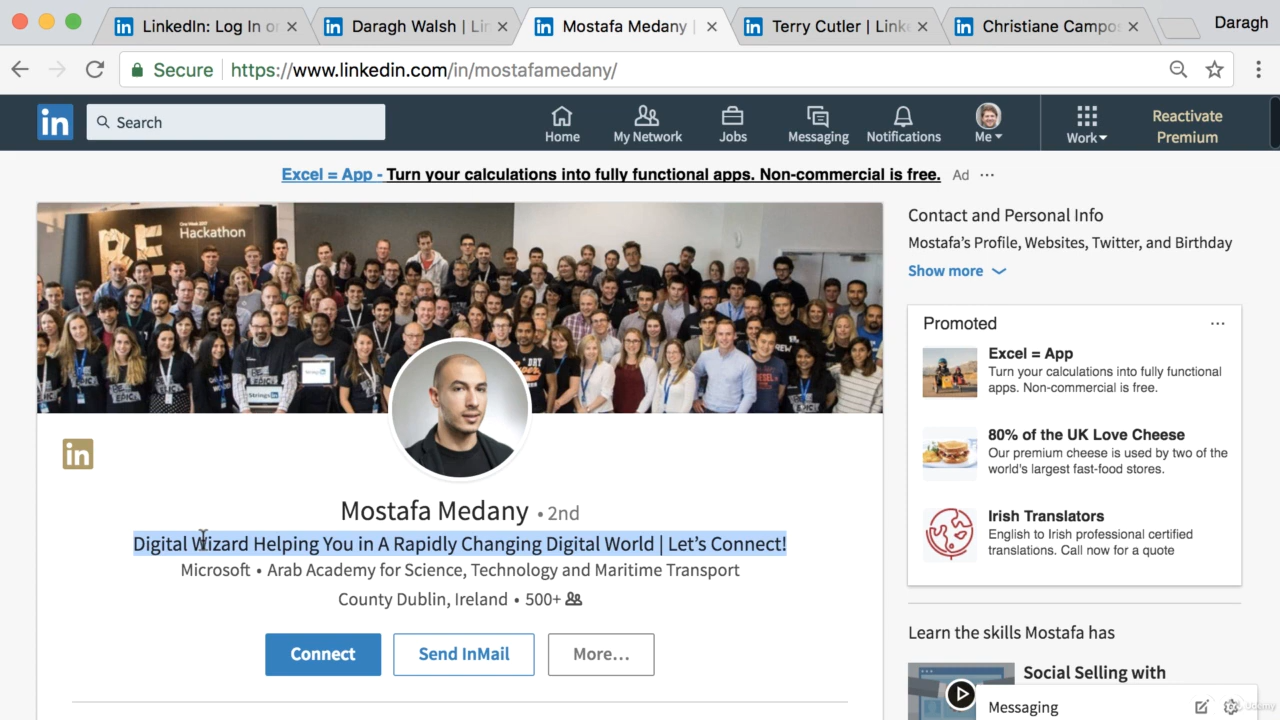 LinkedIn: Log In or
Daragh Walsh | Lin
Mostafa Medany |
Terry Cutler | Linke
Christiane Campo
Daragh
Secure
https://www.linkedin.com/in/mostafamedany/
in
Search
Home
My Network
Jobs
Messaging
Notifications
Me
Work
Reactivate
Premium
Excel = App - Turn your calculations into fully functional apps. Non-commercial is free.
Ad
Hackathon
in
Mostafa Medany • 2nd
Digital Wizard Helping You in A Rapidly Changing Digital World | Let's Connect!
Microsoft • Arab Academy for Science, Technology and Maritime Transport
County Dublin, Ireland • 500+
Connect
Send InMail
More...
Contact and Personal Info
Mostafa's Profile, Websites, Twitter, and Birthday
Show more
Promoted
Excel = App
Turn your calculations into fully functional
apps. Non-commercial is free.
80% of the UK Love Cheese
Our premium cheese is used by two of the
world's largest fast-food stores.
Irish Translators
English to Irish professional certified
translations. Call now for a quote
Learn the skills Mostafa has
Social Selling with
Messaging
Udemy